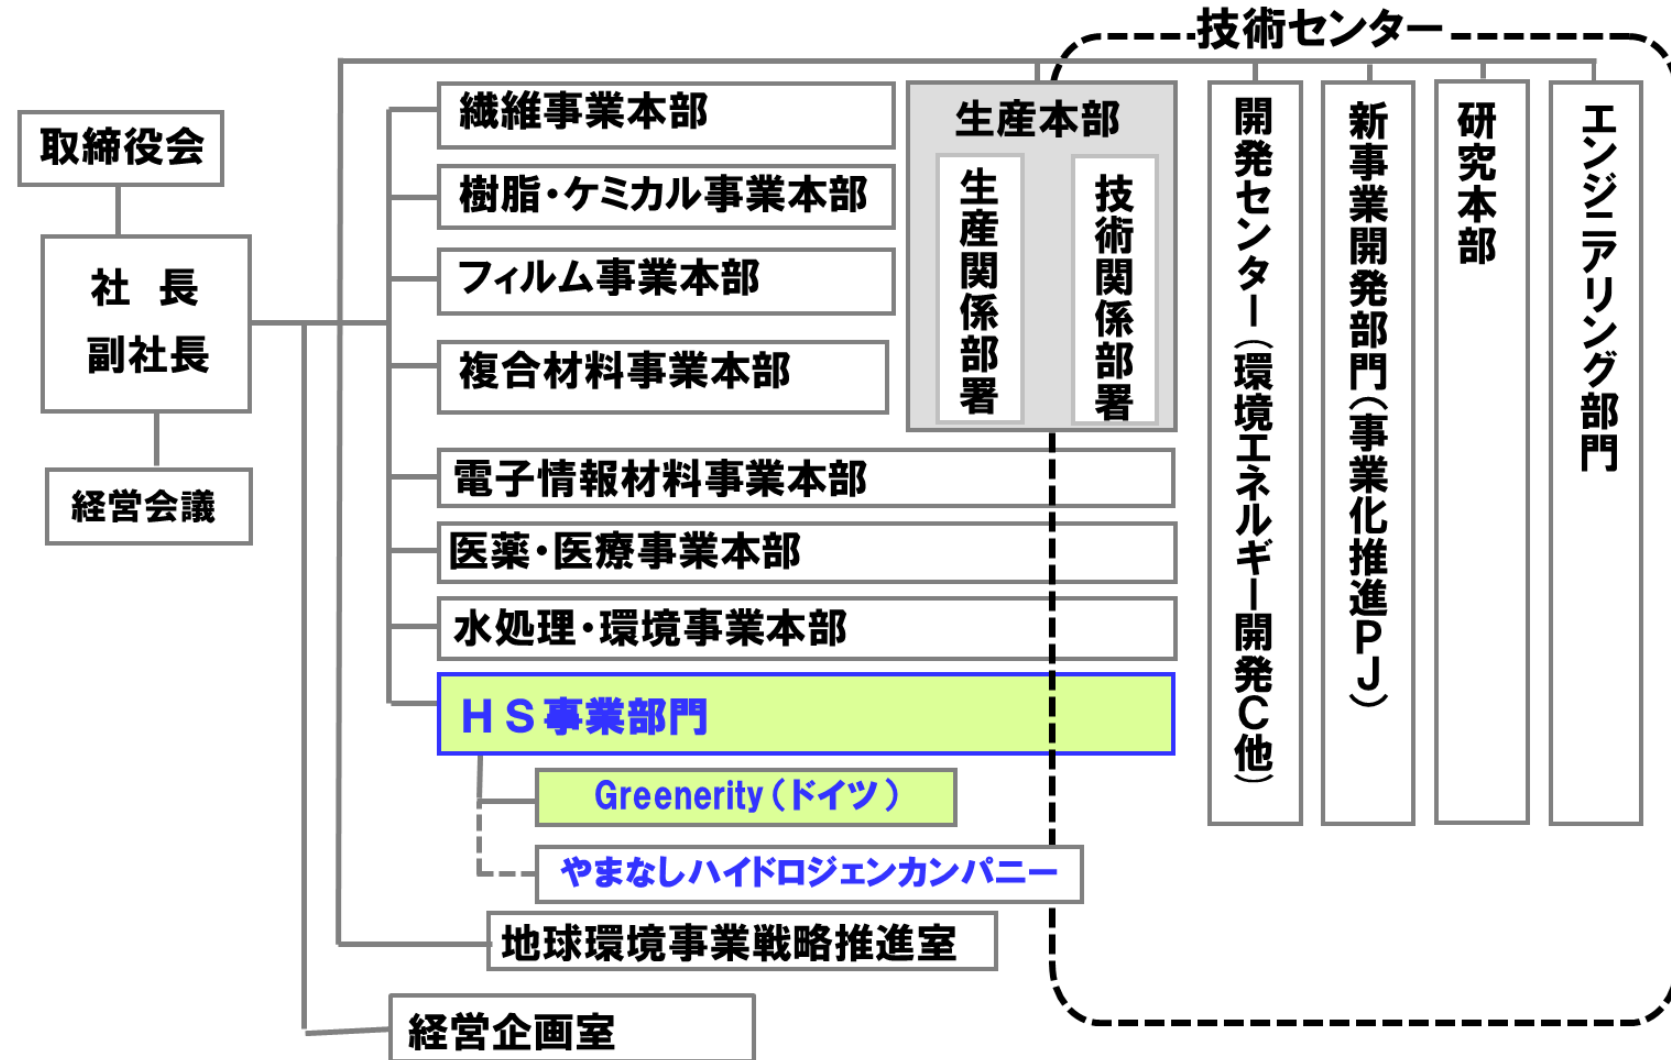 技術センター
取締役会
社 長
副社長
経営会議
繊維事業本部
樹脂・ケミカル事業本部
フィルム事業本部
複合材料事業本部
電子情報材料事業本部
医薬・医療事業本部
水処理・環境事業本部
HS事業部門
Greenerity(ドイツ)
やまなしハイドロジェンカンパニー
地球環境事業戦略推進室
経営企画室
生産本部
生産関係部署
技術関係部署
開発センター(環境エネルギー開発C他)
新事業開発部門(事業化推進PJ)
研究本部
エンジニアリング部門